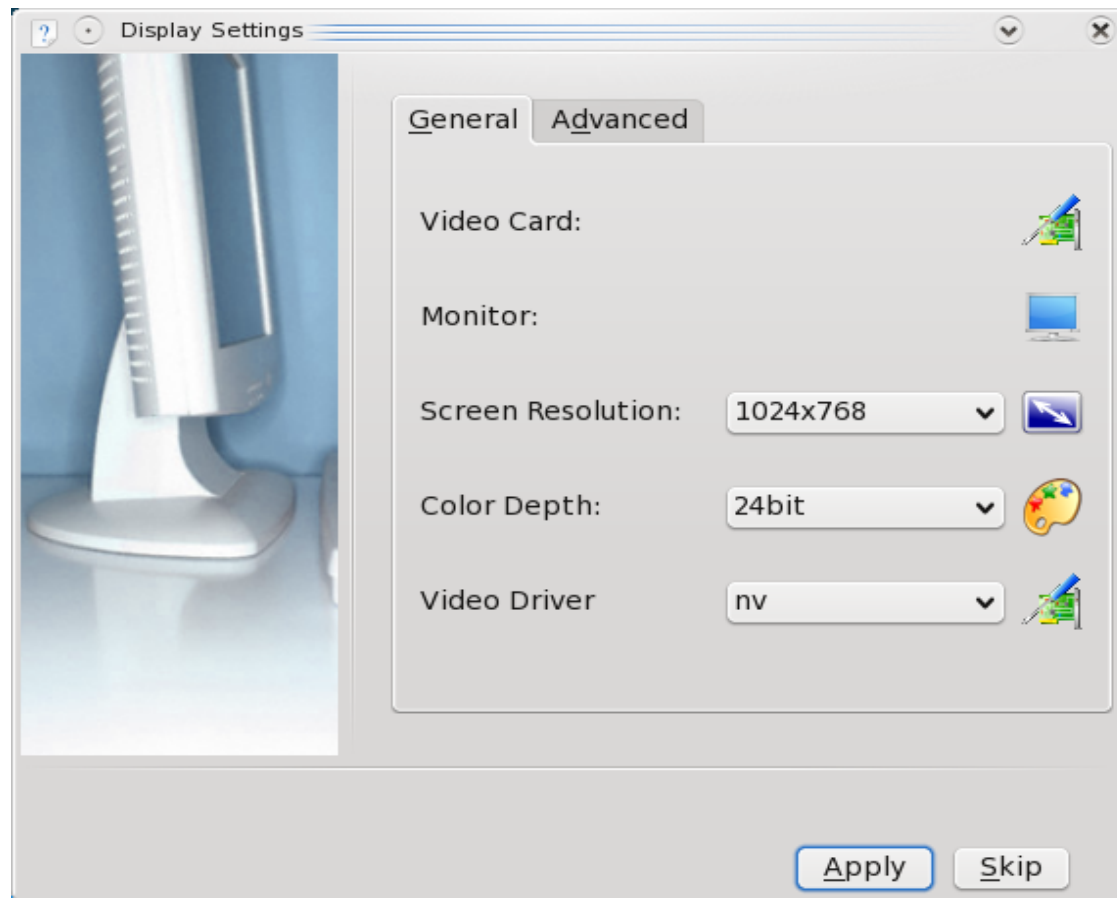 Display Settings
General Advanced
Video Card:
Monitor:
Screen Resolution: 1024x768
Color Depth: 24bit
Video Driver nv
Apply Skip